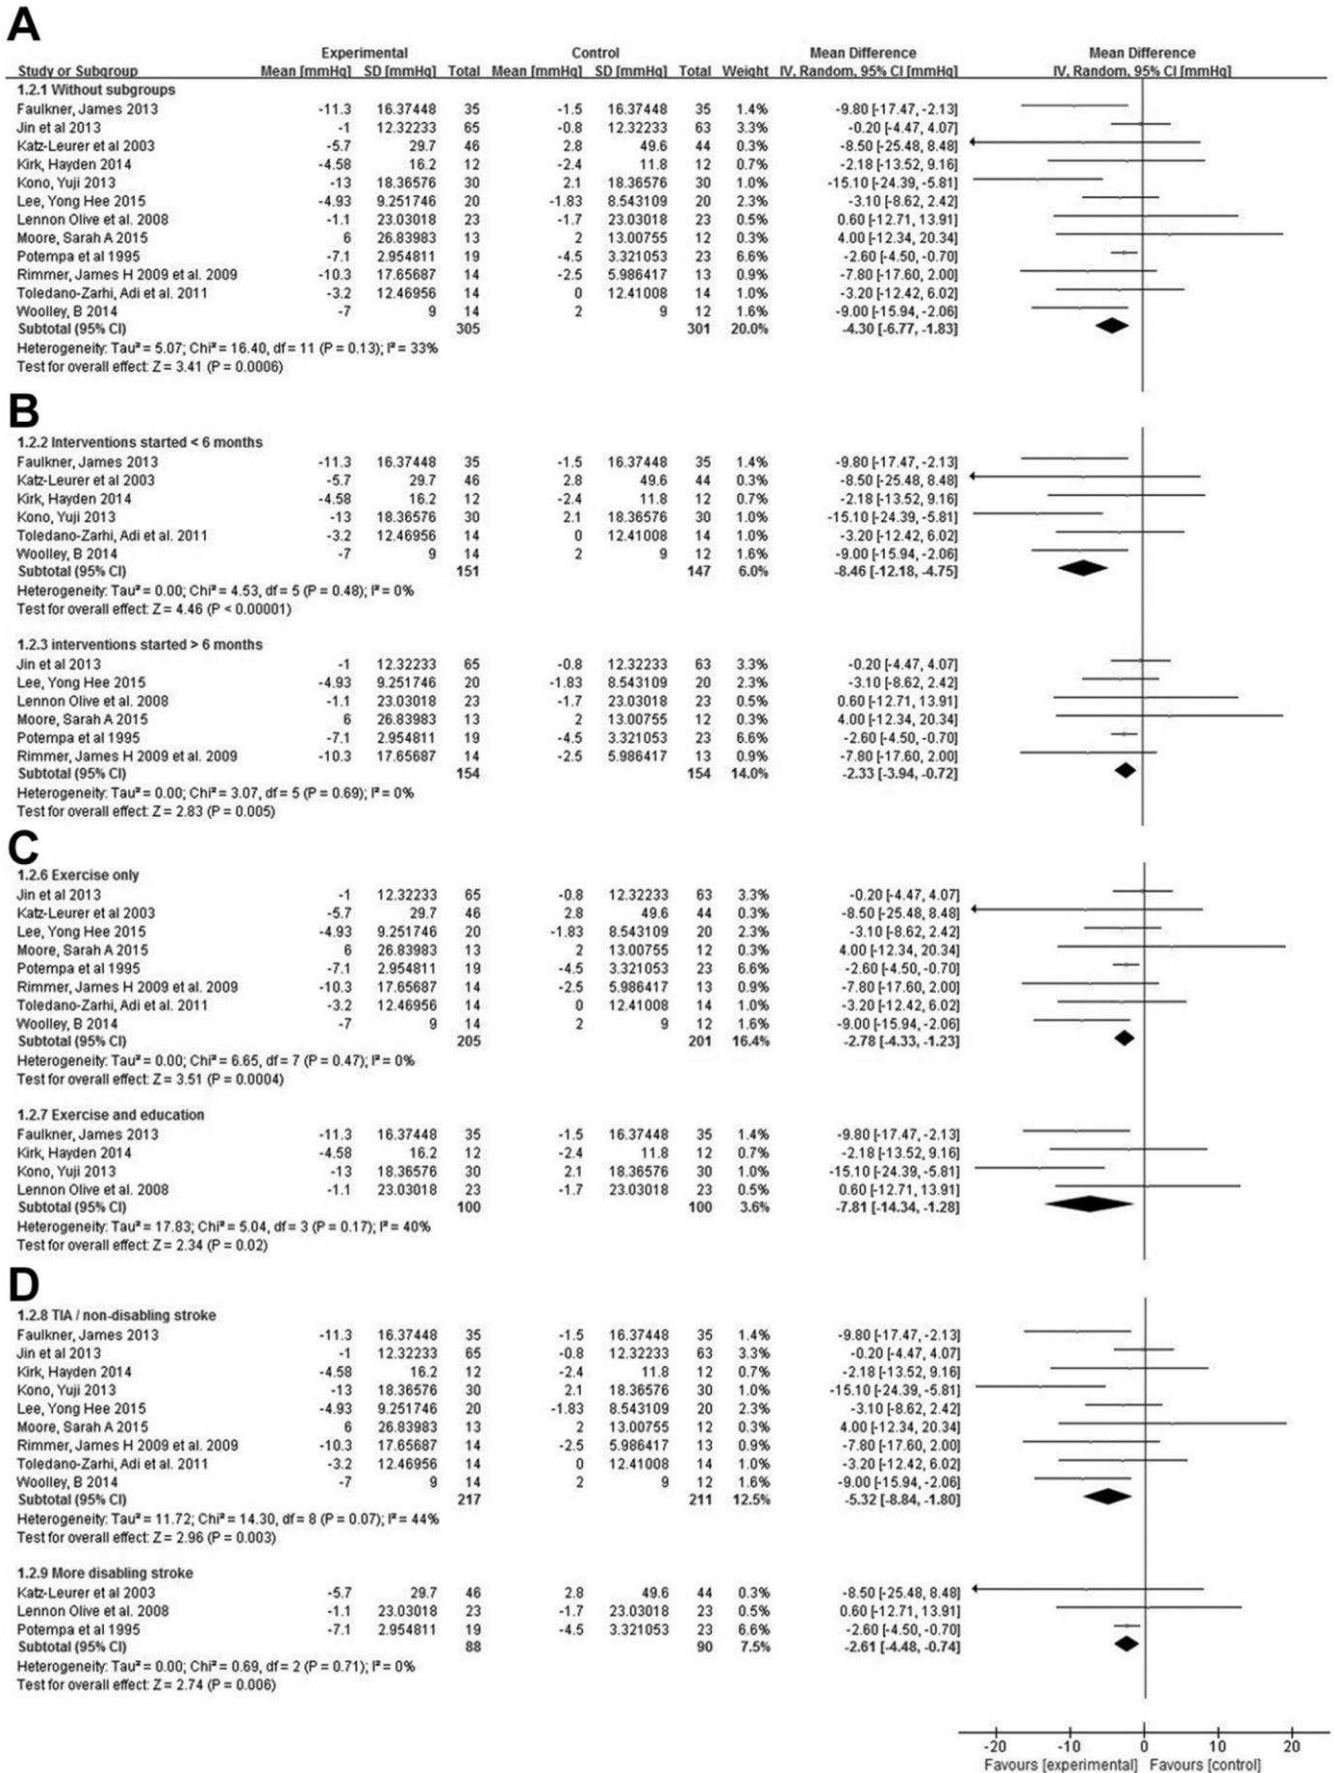 A
Experimental Control Mean Difference Mean Difference
Study or Subgroup Mean [mmHg] SD [mmHg] Total Mean [mmHg] SD [mmHg] Total Weight IV, Random, 95% CI [mmHg] IV, Random, 95% CI [mmHg]
1.2.1 Without subgroups
Faulkner, James 2013 -11.3 16.37448 35 -1.5 16.37448 35 1.4% -9.80 [-17.47, -2.13]
Jin et al 2013 -1 12.32233 65 -0.8 12.32233 63 3.3% -0.20 [-4.47, 4.07]
Katz-Leurer et al 2003 -5.7 29.7 46 2.8 49.6 44 0.3% -8.50 [-25.48, 8.48]
Kirk, Hayden 2014 -4.58 16.2 12 -2.4 11.8 12 0.7% -2.18 [-13.52, 9.16]
Kono, Yuji 2013 -13 18.36576 30 2.1 18.36576 30 1.0% -15.10 [-24.39, -5.81]
Lee, Yong Hee 2015 -4.93 9.251746 20 -1.83 8.543109 20 2.3% -3.10 [-8.62, 2.42]
Lennon Olive et al. 2008 -1.1 23.03018 23 -1.7 23.03018 23 0.5% 0.60 [-12.71, 13.91]
Moore, Sarah A 2015 6 26.83983 13 2 13.00755 12 0.3% 4.00 [-12.34, 20.34]
Potempa et al 1995 -7.1 2.954811 19 -4.5 3.321053 23 6.6% -2.60 [-4.50, -0.70]
Rimmer, James H 2009 et al. 2009 -10.3 17.65687 14 -2.5 5.986417 13 0.9% -7.80 [-17.60, 2.00]
Toledano-Zarhi, Adi et al. 2011 -3.2 12.46956 14 0 12.41008 14 1.0% -3.20 [-12.42, 6.02]
Woolley, B 2014 -7 9 14 2 9 12 1.6% -9.00 [-15.94, -2.06]
Subtotal (95% CI) 305 301 20.0% -4.30 [-6.77, -1.83]
Heterogeneity: Tau² = 5.07; Chi² = 16.40, df = 11 (P = 0.13); I² = 33%
Test for overall effect: Z = 3.41 (P = 0.0006)
B
1.2.2 Interventions started < 6 months
Faulkner, James 2013 -11.3 16.37448 35 -1.5 16.37448 35 1.4% -9.80 [-17.47, -2.13]
Katz-Leurer et al 2003 -5.7 29.7 46 2.8 49.6 44 0.3% -8.50 [-25.48, 8.48]
Kirk, Hayden 2014 -4.58 16.2 12 -2.4 11.8 12 0.7% -2.18 [-13.52, 9.16]
Kono, Yuji 2013 -13 18.36576 30 2.1 18.36576 30 1.0% -15.10 [-24.39, -5.81]
Toledano-Zarhi, Adi et al. 2011 -3.2 12.46956 14 0 12.41008 14 1.0% -3.20 [-12.42, 6.02]
Woolley, B 2014 -7 9 14 2 9 12 1.6% -9.00 [-15.94, -2.06]
Subtotal (95% CI) 151 147 6.0% -8.46 [-12.18, -4.75]
Heterogeneity: Tau² = 0.00; Chi² = 4.53, df = 5 (P = 0.48); I² = 0%
Test for overall effect: Z = 4.46 (P < 0.00001)
1.2.3 interventions started > 6 months
Jin et al 2013 -1 12.32233 65 -0.8 12.32233 63 3.3% -0.20 [-4.47, 4.07]
Lee, Yong Hee 2015 -4.93 9.251746 20 -1.83 8.543109 20 2.3% -3.10 [-8.62, 2.42]
Lennon Olive et al. 2008 -1.1 23.03018 23 -1.7 23.03018 23 0.5% 0.60 [-12.71, 13.91]
Moore, Sarah A 2015 6 26.83983 13 2 13.00755 12 0.3% 4.00 [-12.34, 20.34]
Potempa et al 1995 -7.1 2.954811 19 -4.5 3.321053 23 6.6% -2.60 [-4.50, -0.70]
Rimmer, James H 2009 et al. 2009 -10.3 17.65687 14 -2.5 5.986417 13 0.9% -7.80 [-17.60, 2.00]
Subtotal (95% CI) 154 154 14.0% -2.33 [-3.94, -0.72]
Heterogeneity: Tau² = 0.00; Chi² = 3.07, df = 5 (P = 0.69); I² = 0%
Test for overall effect: Z = 2.83 (P = 0.005)
C
1.2.6 Exercise only
Jin et al 2013 -1 12.32233 65 -0.8 12.32233 63 3.3% -0.20 [-4.47, 4.07]
Katz-Leurer et al 2003 -5.7 29.7 46 2.8 49.6 44 0.3% -8.50 [-25.48, 8.48]
Lee, Yong Hee 2015 -4.93 9.251746 20 -1.83 8.543109 20 2.3% -3.10 [-8.62, 2.42]
Moore, Sarah A 2015 6 26.83983 13 2 13.00755 12 0.3% 4.00 [-12.34, 20.34]
Potempa et al 1995 -7.1 2.954811 19 -4.5 3.321053 23 6.6% -2.60 [-4.50, -0.70]
Rimmer, James H 2009 et al. 2009 -10.3 17.65687 14 -2.5 5.986417 13 0.9% -7.80 [-17.60, 2.00]
Toledano-Zarhi, Adi et al. 2011 -3.2 12.46956 14 0 12.41008 14 1.0% -3.20 [-12.42, 6.02]
Woolley, B 2014 -7 9 14 2 9 12 1.6% -9.00 [-15.94, -2.06]
Subtotal (95% CI) 205 201 16.4% -2.78 [-4.33, -1.23]
Heterogeneity: Tau² = 0.00; Chi² = 6.65, df = 7 (P = 0.47); I² = 0%
Test for overall effect: Z = 3.51 (P = 0.0004)
1.2.7 Exercise and education
Faulkner, James 2013 -11.3 16.37448 35 -1.5 16.37448 35 1.4% -9.80 [-17.47, -2.13]
Kirk, Hayden 2014 -4.58 16.2 12 -2.4 11.8 12 0.7% -2.18 [-13.52, 9.16]
Kono, Yuji 2013 -13 18.36576 30 2.1 18.36576 30 1.0% -15.10 [-24.39, -5.81]
Lennon Olive et al. 2008 -1.1 23.03018 23 -1.7 23.03018 23 0.5% 0.60 [-12.71, 13.91]
Subtotal (95% CI) 100 100 3.6% -7.81 [-14.34, -1.28]
Heterogeneity: Tau² = 17.83; Chi² = 5.04, df = 3 (P = 0.17); I² = 40%
Test for overall effect: Z = 2.34 (P = 0.02)
D
1.2.8 TIA / non-disabling stroke
Faulkner, James 2013 -11.3 16.37448 35 -1.5 16.37448 35 1.4% -9.80 [-17.47, -2.13]
Jin et al 2013 -1 12.32233 65 -0.8 12.32233 63 3.3% -0.20 [-4.47, 4.07]
Kirk, Hayden 2014 -4.58 16.2 12 -2.4 11.8 12 0.7% -2.18 [-13.52, 9.16]
Kono, Yuji 2013 -13 18.36576 30 2.1 18.36576 30 1.0% -15.10 [-24.39, -5.81]
Lee, Yong Hee 2015 -4.93 9.251746 20 -1.83 8.543109 20 2.3% -3.10 [-8.62, 2.42]
Moore, Sarah A 2015 6 26.83983 13 2 13.00755 12 0.3% 4.00 [-12.34, 20.34]
Rimmer, James H 2009 et al. 2009 -10.3 17.65687 14 -2.5 5.986417 13 0.9% -7.80 [-17.60, 2.00]
Toledano-Zarhi, Adi et al. 2011 -3.2 12.46956 14 0 12.41008 14 1.0% -3.20 [-12.42, 6.02]
Woolley, B 2014 -7 9 14 2 9 12 1.6% -9.00 [-15.94, -2.06]
Subtotal (95% CI) 217 211 12.5% -5.32 [-8.84, -1.80]
Heterogeneity: Tau² = 11.72; Chi² = 14.30, df = 8 (P = 0.07); I² = 44%
Test for overall effect: Z = 2.96 (P = 0.003)
1.2.9 More disabling stroke
Katz-Leurer et al 2003 -5.7 29.7 46 2.8 49.6 44 0.3% -8.50 [-25.48, 8.48]
Lennon Olive et al. 2008 -1.1 23.03018 23 -1.7 23.03018 23 0.5% 0.60 [-12.71, 13.91]
Potempa et al 1995 -7.1 2.954811 19 -4.5 3.321053 23 6.6% -2.60 [-4.50, -0.70]
Subtotal (95% CI) 88 90 7.5% -2.61 [-4.48, -0.74]
Heterogeneity: Tau² = 0.00; Chi² = 0.69, df = 2 (P = 0.71); I² = 0%
Test for overall effect: Z = 2.74 (P = 0.006)
-20 -10 0 10 20
Favours [experimental] Favours [control]